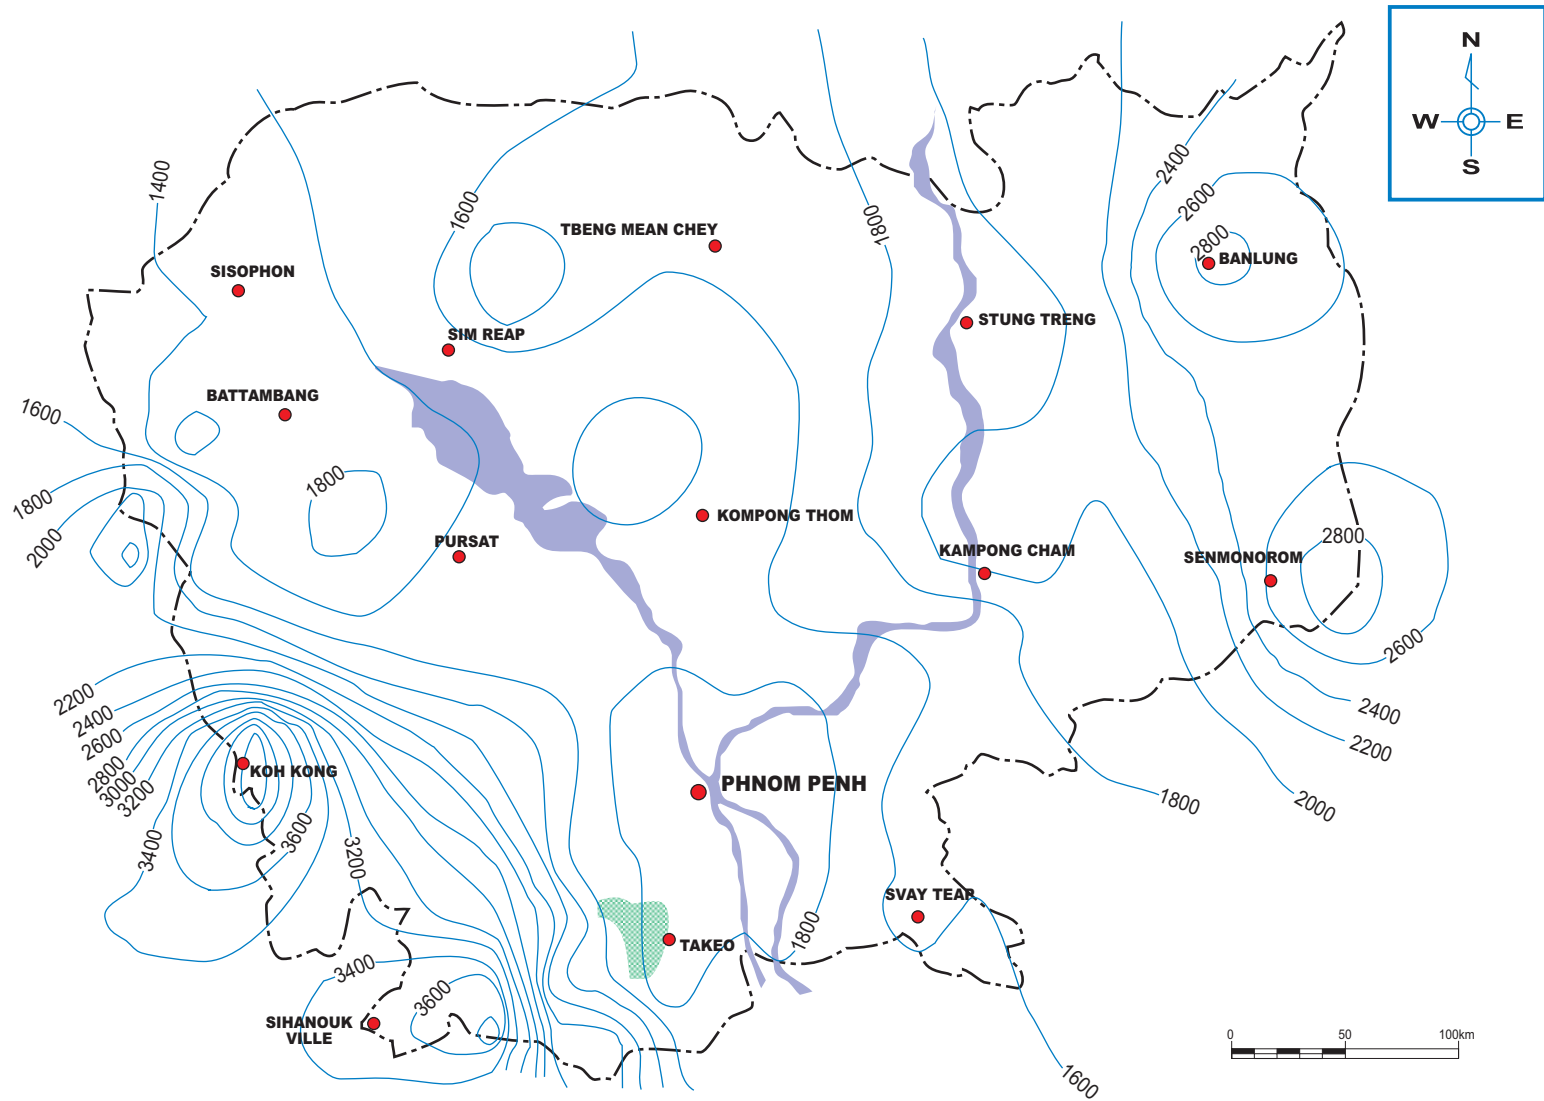 N
W
E
S
1400
1600
2400
2600
1800
2800
TBENG MEAN CHEY
BANLUNG
SISOPHON
STUNG TRENG
SIM REAP
BATTAMBANG
1600
1800
1800
KOMPONG THOM
2000
PURSAT
KAMPONG CHAM
2800
SENMONOROM
2600
2200
2400
2600
2800
3000
3200
2400
2200
KOH KONG
PHNOM PENH
1800
2000
3400
3600
3200
SVAY TEAP
1800
TAKEO
3400
3600
SIHANOUK
VILLE
0
50
100km
1600